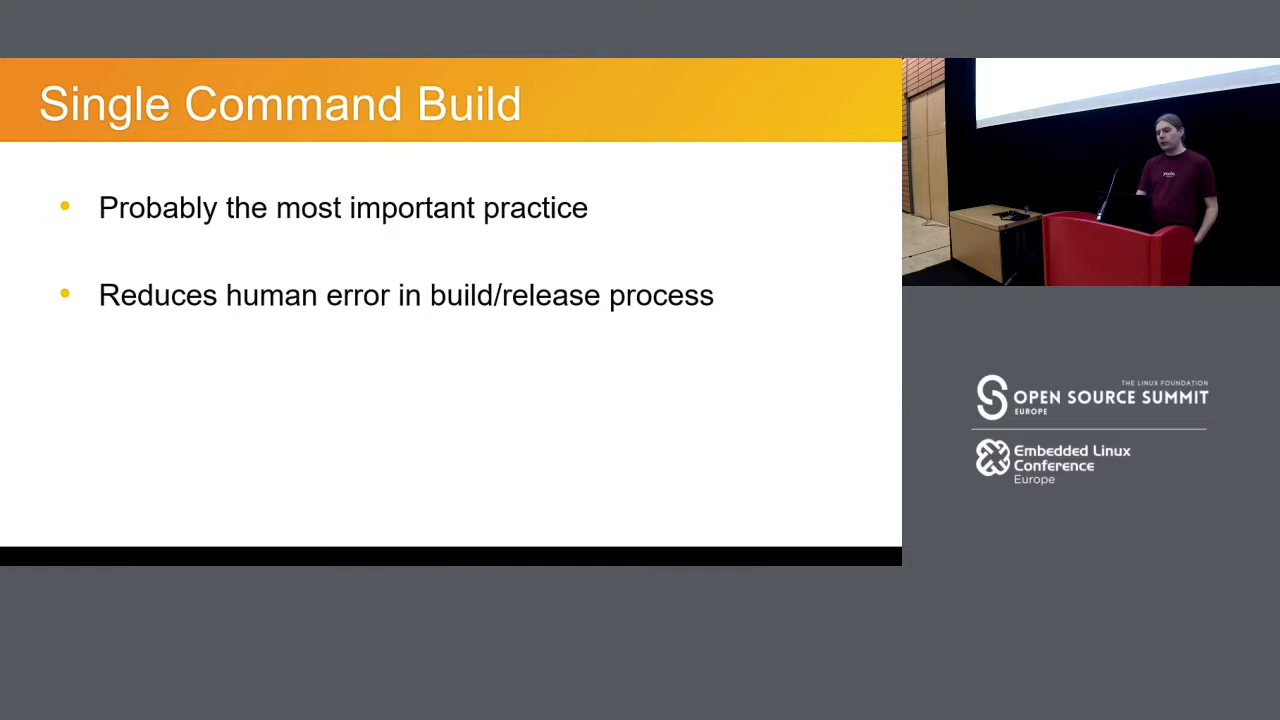 Single Command Build
Probably the most important practice
Reduces human error in build/release process
THE LINUX FOUNDATION
OPEN SOURCE SUMMIT
EUROPE
Embedded Linux
Conference
Europe